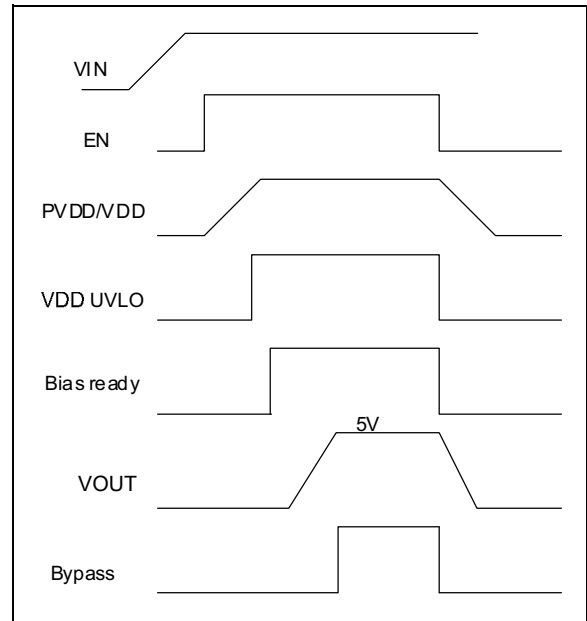 VIN
EN
PVDD/VDD
VDD UVLO
Bias ready
5V
VOUT
Bypass